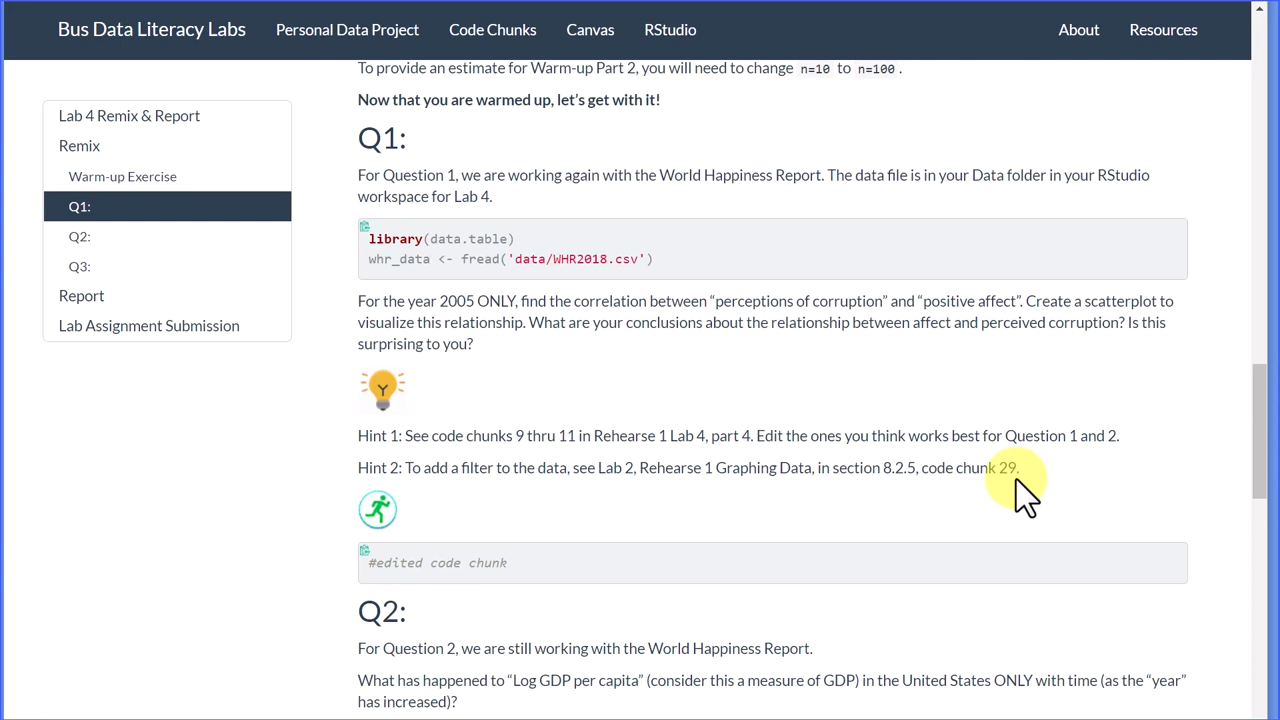 Bus Data Literacy Labs Personal Data Project Code Chunks Canvas RStudio About Resources
Lab 4 Remix & Report
Remix
Warm-up Exercise
Q1:
Q2:
Q3:
Report
Lab Assignment Submission
To provide an estimate for Warm-up Part 2, you will need to change n=10 to n=100.
Now that you are warmed up, let’s get with it!
Q1:
For Question 1, we are working again with the World Happiness Report. The data file is in your Data folder in your RStudio
workspace for Lab 4.
library(data.table)
whr_data <- fread('data/WHR2018.csv')
For the year 2005 ONLY, find the correlation between “perceptions of corruption” and “positive affect”. Create a scatterplot to
visualize this relationship. What are your conclusions about the relationship between affect and perceived corruption? Is this
surprising to you?
Hint 1: See code chunks 9 thru 11 in Rehearse 1 Lab 4, part 4. Edit the ones you think works best for Question 1 and 2.
Hint 2: To add a filter to the data, see Lab 2, Rehearse 1 Graphing Data, in section 8.2.5, code chunk 29.
#edited code chunk
Q2:
For Question 2, we are still working with the World Happiness Report.
What has happened to “Log GDP per capita” (consider this a measure of GDP) in the United States ONLY with time (as the “year”
has increased)?